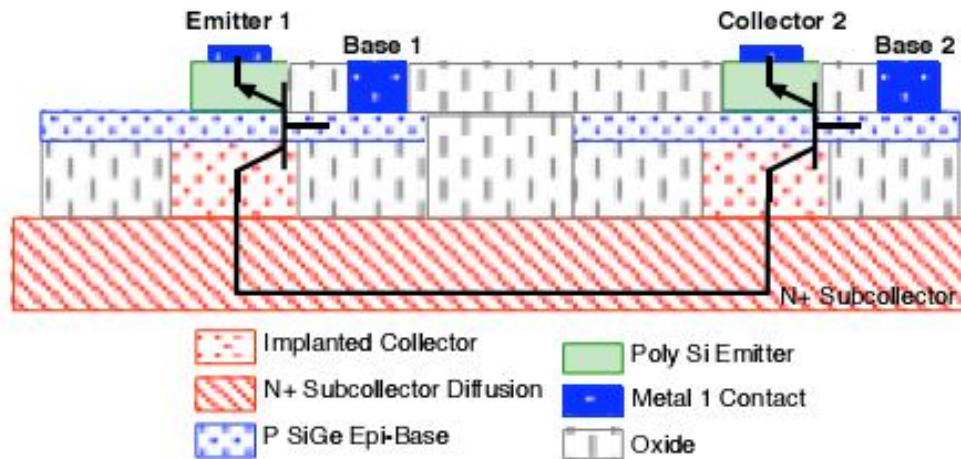 Emitter 1
Base 1
Collector 2
Base 2
N+ Subcollector
Implanted Collector
N+ Subcollector Diffusion
P SiGe Epi-Base
Poly Si Emitter
Metal 1 Contact
Oxide